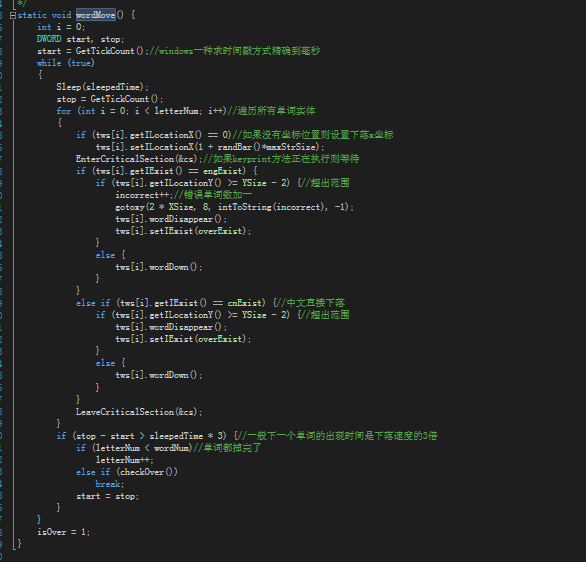 */
static void wordMove() {
int i = 0;
DWORD start, stop;
start = GetTickCount();//windows一种求时间戳方式精确到毫秒
while (true)
{
Sleep(sleepedTime);
stop = GetTickCount();
for (int i = 0; i < letterNum; i++)//遍历所有单词实体
{
if (tws[i].getILocationX() == 0)//如果没有坐标位置则设置下落x坐标
tws[i].setILocationX(1 + randBar()*maxStrSize);
EnterCriticalSection(&cs);//如果keyprint方法正在执行则等待
if (tws[i].getIExist() == engExist) {
if (tws[i].getILocationY() >= YSize - 2) {//超出范围
incorrect++;//错误单词数加一
gotoxy(2 * XSize, 8, intToString(incorrect), -1);
tws[i].wordDisappear();
tws[i].setIExist(overExist);
}
else {
tws[i].wordDown();
}
}
else if (tws[i].getIExist() == cnExist) {//中文直接下落
if (tws[i].getILocationY() >= YSize - 2) {//超出范围
tws[i].wordDisappear();
tws[i].setIExist(overExist);
}
else {
tws[i].wordDown();
}
}
LeaveCriticalSection(&cs);
}
if (stop - start > sleepedTime * 3) {//一般下一个单词的出现时间是下落速度的3倍
if (letterNum < wordNum)//单词都掉完了
letterNum++;
else if (checkOver())
break;
start = stop;
}
}
isOver = 1;
}